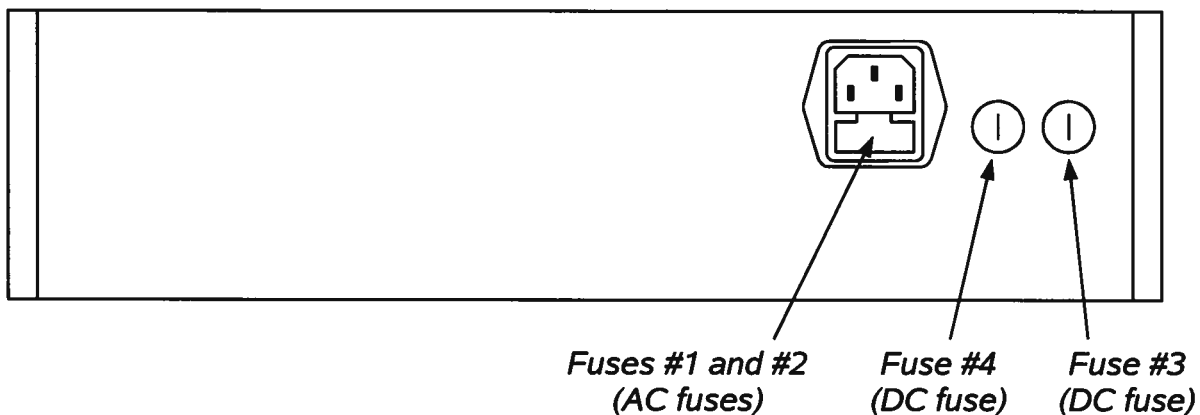 Fuses #1 and #2
(AC fuses)
Fuse #4
(DC fuse)
Fuse #3
(DC fuse)